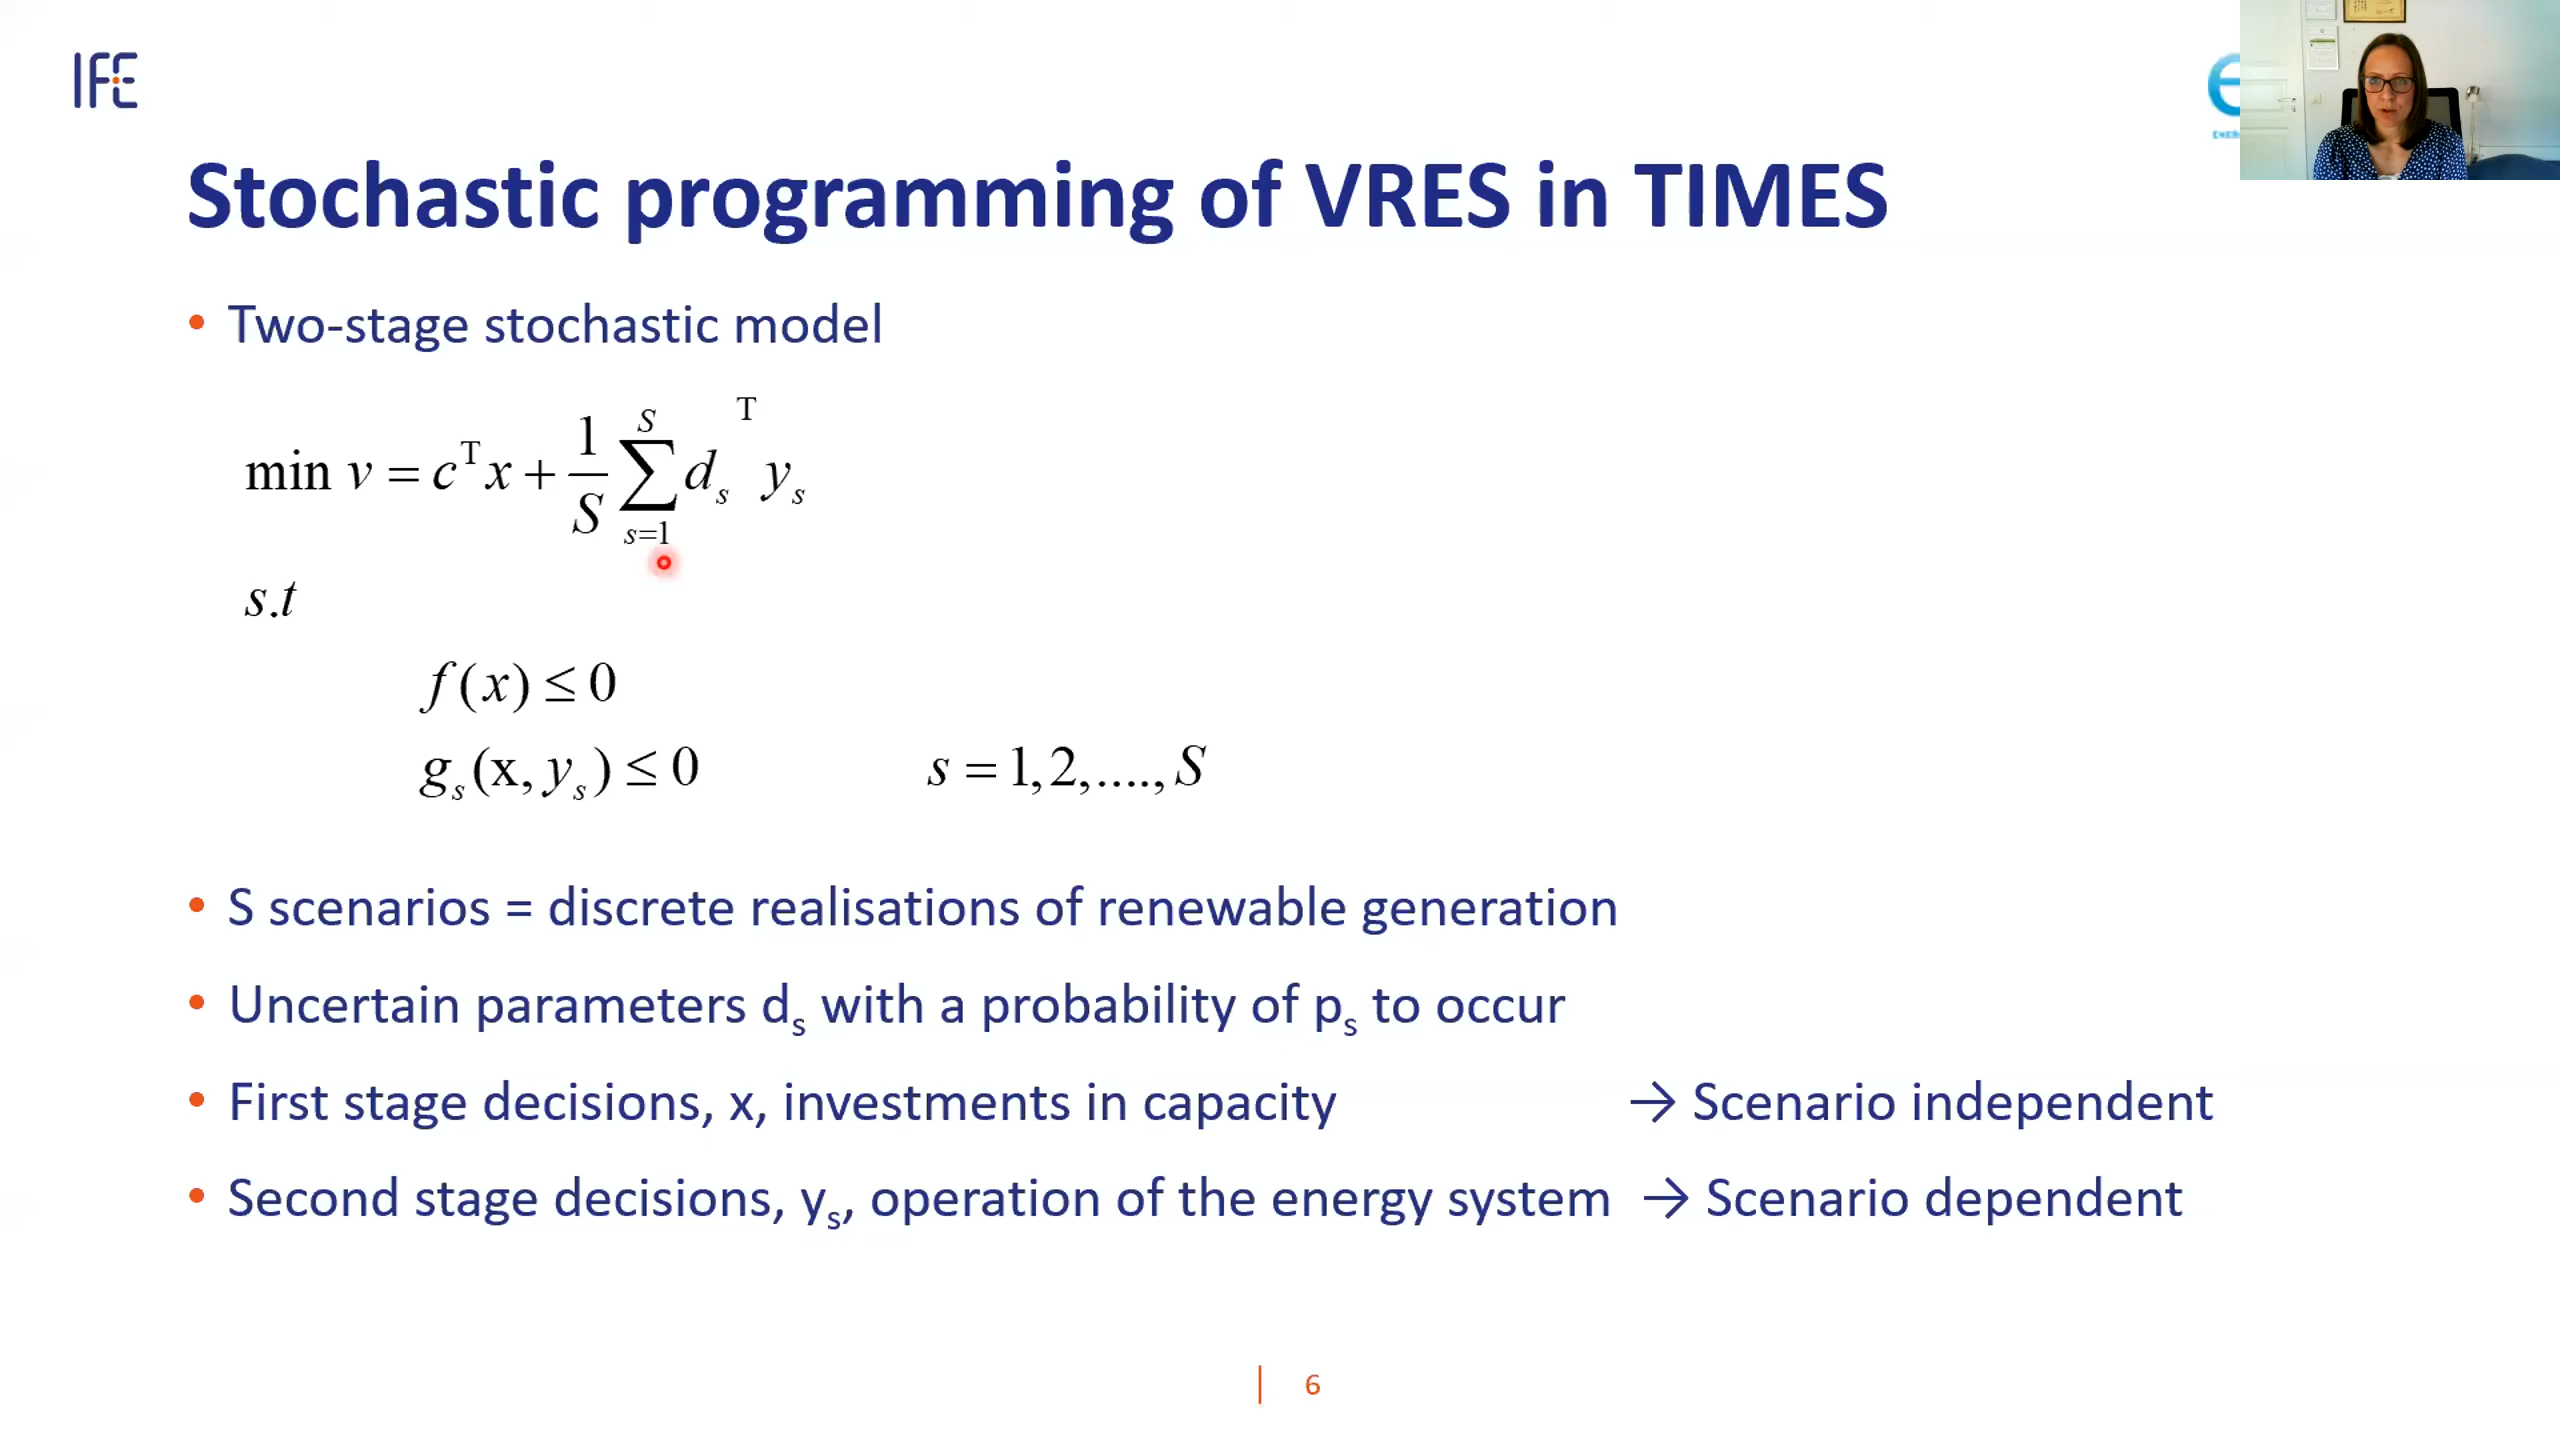 IFE
Stochastic programming of VRES in TIMES
• Two-stage stochastic model
min v = c^T x + \frac{1}{S} \sum_{s=1}^{S} d_s^T y_s
s.t
f(x) ≤ 0
g_s(x, y_s) ≤ 0 s = 1,2,....,S
• S scenarios = discrete realisations of renewable generation
• Uncertain parameters d_s with a probability of p_s to occur
• First stage decisions, x, investments in capacity → Scenario independent
• Second stage decisions, y_s, operation of the energy system → Scenario dependent
6